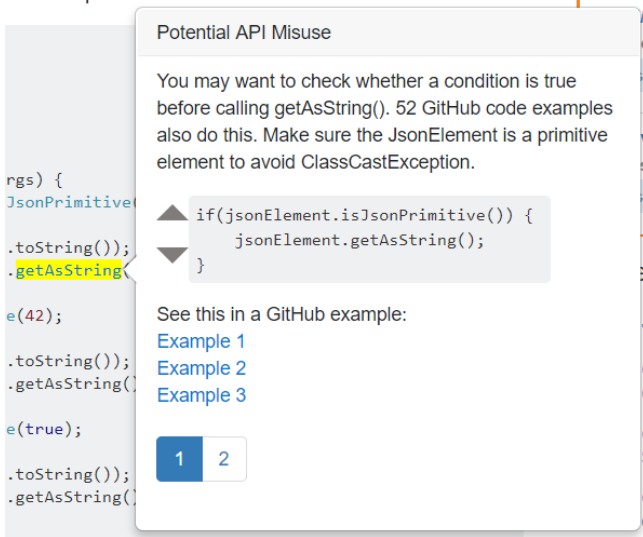 Potential API Misuse
You may want to check whether a condition is true
before calling getAsString(). 52 GitHub code examples
also do this. Make sure the JsonElement is a primitive
element to avoid ClassCastException.
if(jsonElement.isJsonPrimitive()) {
jsonElement.getAsString();
}
See this in a GitHub example:
Example 1
Example 2
Example 3
1 2
rgs) {
JsonPrimitive(
.toString());
.getAsString(
e(42);
.toString());
.getAsString()
e(true);
.toString());
.getAsString()